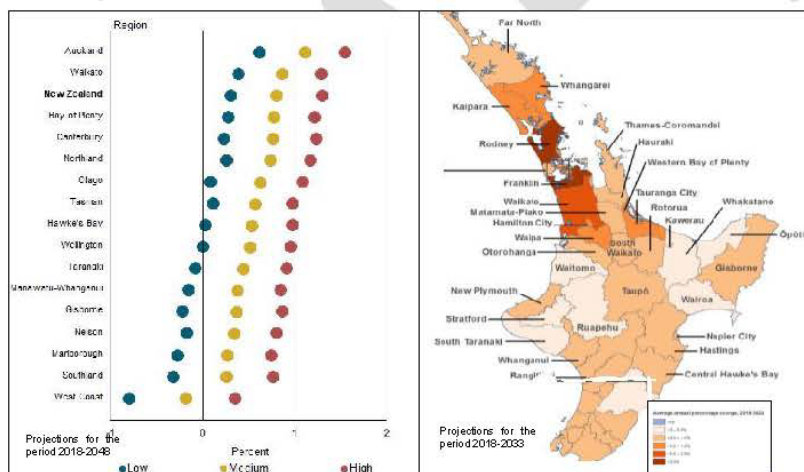 Region
Auckland
Waikato
New Zealand
Bay of Plenty
Canterbury
Northland
Otago
Tasman
Hawke's Bay
Wellington
Taranaki
Manawatu-Whanganui
Gisborne
Nelson
Marlborough
Southland
West Coast
0
1
2
Projections for the
period 2018-2048
Percent
Low
Medium
High
Far North
Whangarei
Kaipara
Rodney
Thames-Coromandel
Hauraki
Western Bay of Plenty
Franklin
Tauranga City
Waikato
Rotorua
Whakatane
Matamata-Piako
Kawerau
Hamilton City
Waipa
South
Waikato
Otorohanga
Waitomo
Gisborne
New Plymouth
Taupō
Wairoa
Stratford
Ruapehu
South Taranaki
Napier City
Hastings
Whanganui
Central Hawke's Bay
Projections for the
period 2018-2033